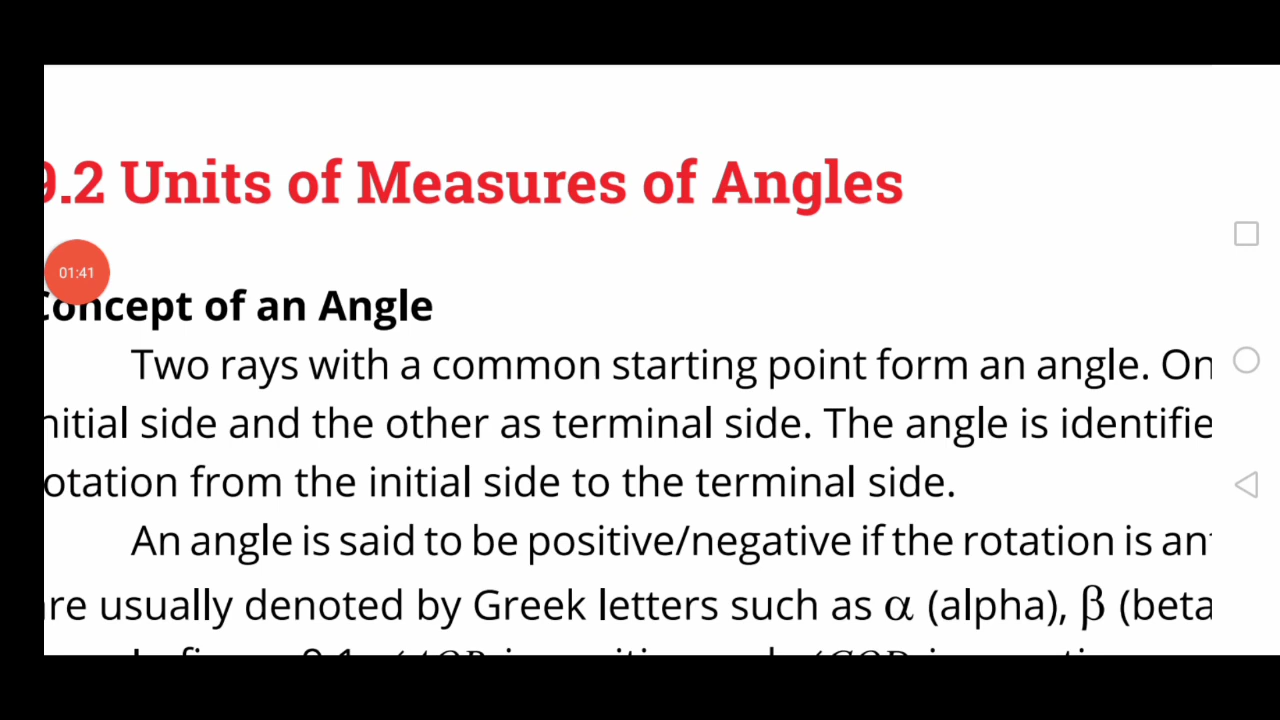 9.2 Units of Measures of Angles
01:41
Concept of an Angle
Two rays with a common starting point form an angle. On
nitial side and the other as terminal side. The angle is identifie
otation from the initial side to the terminal side.
An angle is said to be positive/negative if the rotation is an
re usually denoted by Greek letters such as α (alpha), β (beta